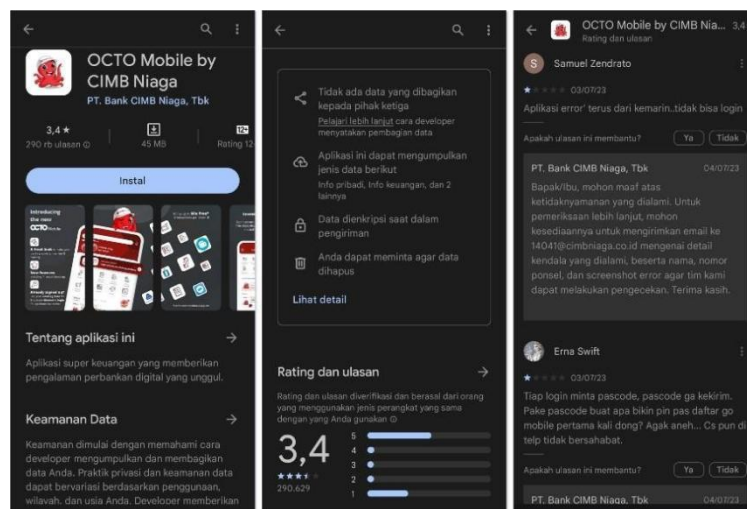 OCTO Mobile by
CIMB Niaga
PT. Bank CIMB Niaga, Tbk
3,4 ★
290 rb ulasan
45 MB
12+
Rating 12
Instal
Introducing
the new
OCTO
Tentang aplikasi ini
Aplikasi super keuangan yang memberikan
pengalaman perbankan digital yang unggul.
Keamanan Data
Keamanan dimulai dengan memahami cara
developer mengumpulkan dan membagikan
data Anda. Praktik privasi dan keamanan data
dapat bervariasi berdasarkan penggunaan,
wilayah, dan usia Anda. Developer memberikan
Tidak ada data yang dibagikan
kepada pihak ketiga
Pelajari lebih lanjut cara developer
menyatakan pembagian data
Aplikasi ini dapat mengumpulkan
jenis data berikut
Info pribadi, Info keuangan, dan 2
lainnya
Data dienkripsi saat dalam
pengiriman
Anda dapat meminta agar data
dihapus
Lihat detail
Rating dan ulasan
Rating dan ulasan diverifikasi dan berasal dari orang
yang menggunakan jenis perangkat yang sama
dengan yang Anda gunakan
3,4
290.629
5
4
3
2
1
OCTO Mobile by CIMB Nia... 3,4
Rating dan ulasan
S Samuel Zendrato
03/07/23
Aplikasi error' terus dari kemarin..tidak bisa login
Apakah ulasan ini membantu? Ya Tidak
PT. Bank CIMB Niaga, Tbk 04/07/23
Bapak/Ibu, mohon maaf atas
ketidaknyamanan yang dialami. Untuk
pemeriksaan lebih lanjut, mohon
kesediaannya untuk mengirimkan email ke
14041@cimbniaga.co.id mengenai detail
kendala yang dialami, beserta nama, nomor
ponsel, dan screenshot error agar tim kami
dapat melakukan pengecekan. Terima kasih.
Erna Swift
03/07/23
Tiap login minta pascode, pascode ga kekirim.
Pake pascode buat apa bikin pin pas daftar go
mobile pertama kali dong? Agak aneh... Cs pun di
telp tidak bersahabat.
Apakah ulasan ini membantu? Ya Tidak
PT. Bank CIMB Niaga, Tbk 04/07/23